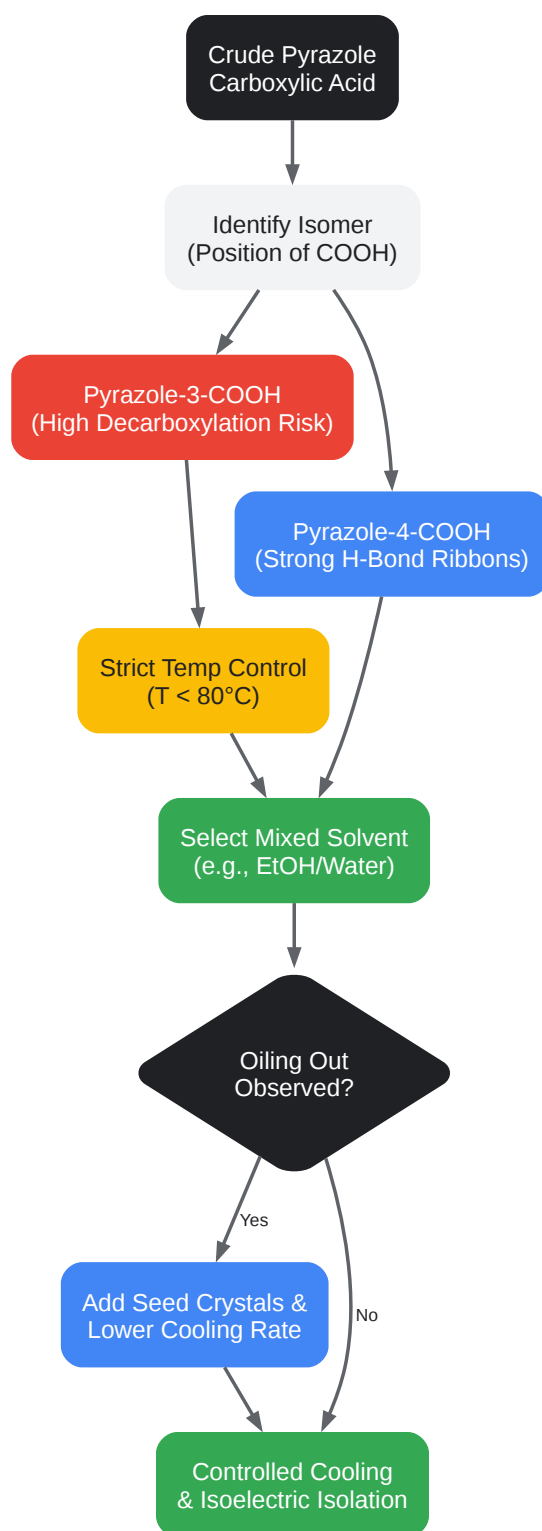 Crude Pyrazole
Carboxylic Acid
Identify Isomer
(Position of COOH)
Pyrazole-3-COOH
(High Decarboxylation Risk)
Pyrazole-4-COOH
(Strong H-Bond Ribbons)
Strict Temp Control
(T < 80°C)
Select Mixed Solvent
(e.g., EtOH/Water)
Oiling Out
Observed?
Yes
Add Seed Crystals &
Lower Cooling Rate
No
Controlled Cooling
& Isoelectric Isolation